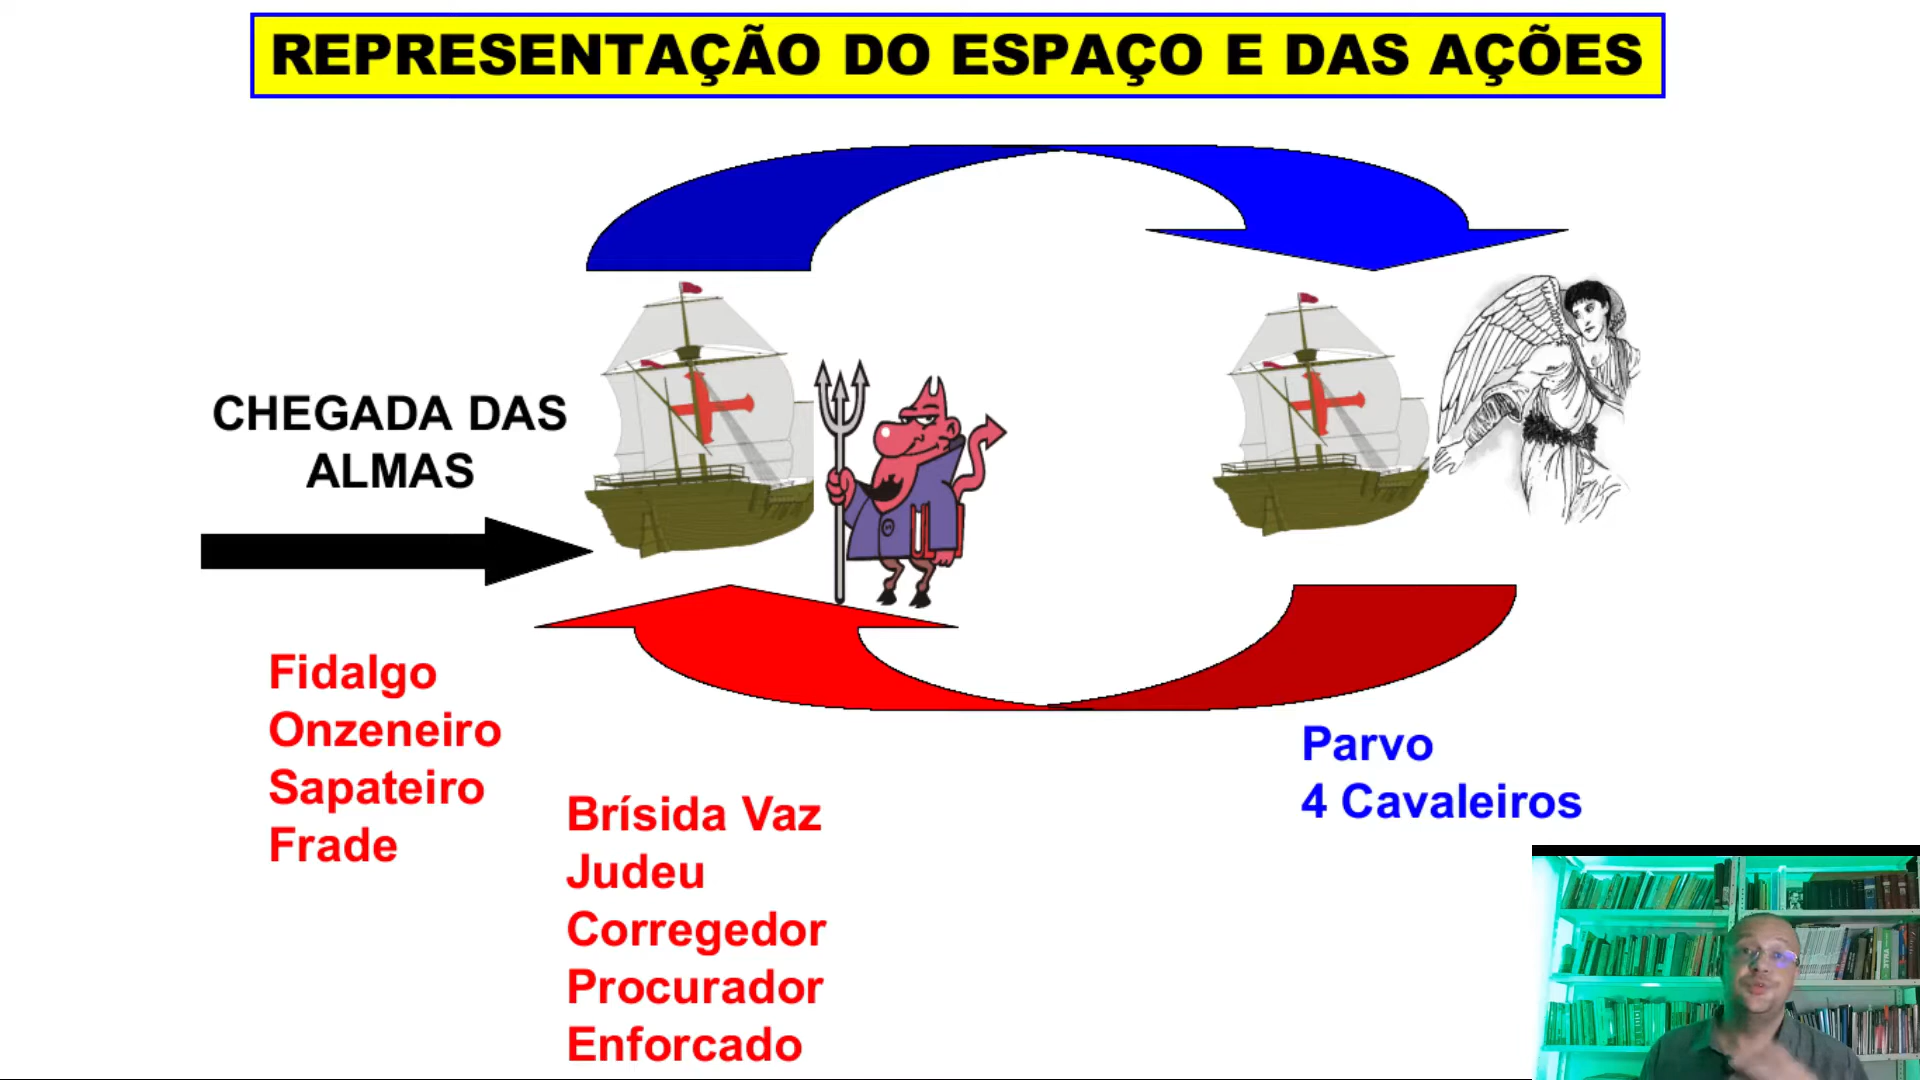 REPRESENTAÇÃO DO ESPAÇO E DAS AÇÕES
CHEGADA DAS
ALMAS
Fidalgo
Onzeneiro
Sapateiro
Frade
Brísida Vaz
Judeu
Corregedor
Procurador
Enforcado
Parvo
4 Cavaleiros